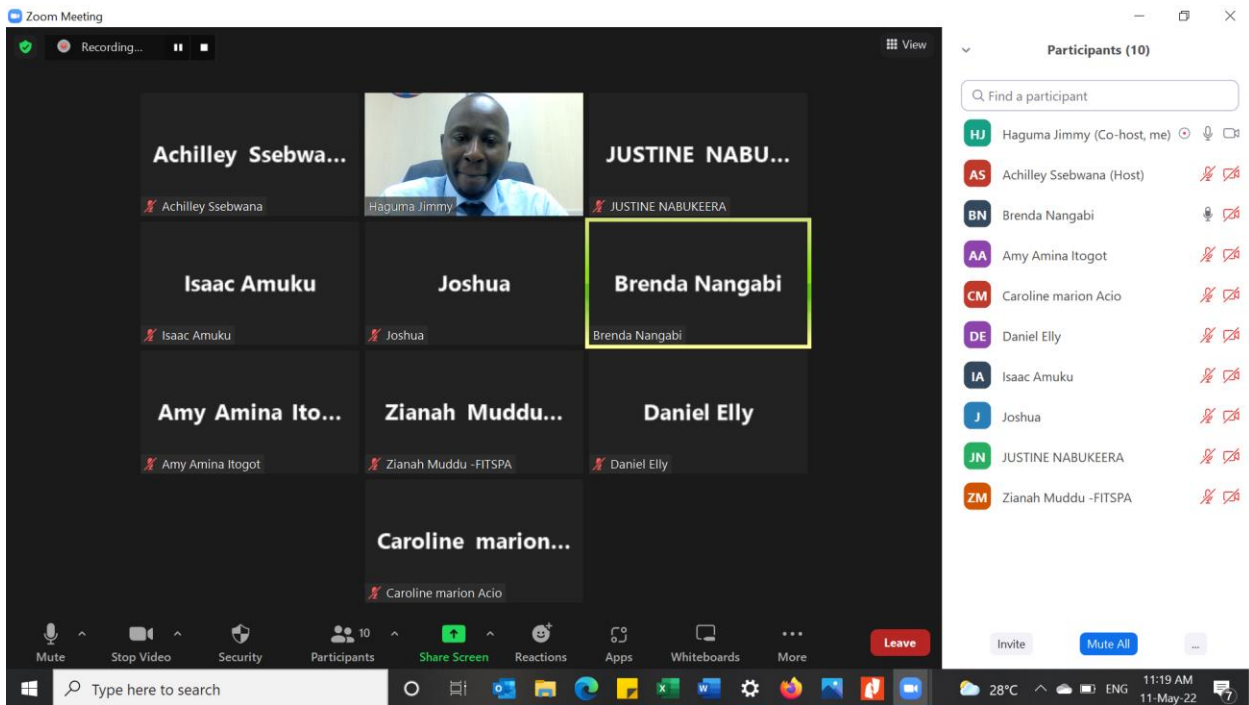 Zoom Meeting
Recording...
View
Participants (10)
Find a participant
Achilley Ssebwa...
Achilley Ssebwana
Haguma Jimmy
JUSTINE NABU...
JUSTINE NABUKEERA
Isaac Amuku
Isaac Amuku
Joshua
Joshua
Brenda Nangabi
Brenda Nangabi
Amy Amina Ito...
Amy Amina Itogot
Zianah Muddu...
Zianah Muddu -FITSPA
Daniel Elly
Daniel Elly
Caroline marion...
Caroline marion Acio
HJ Haguma Jimmy (Co-host, me)
AS Achilley Ssebwana (Host)
BN Brenda Nangabi
AA Amy Amina Itogot
CM Caroline marion Acio
DE Daniel Elly
IA Isaac Amuku
J Joshua
JN JUSTINE NABUKEERA
ZM Zianah Muddu -FITSPA
Mute
Stop Video
Security
10
Participants
Share Screen
Reactions
Apps
Whiteboards
More
Leave
Invite
Mute All
...
Type here to search
28°C
ENG
11:19 AM
11-May-22
7